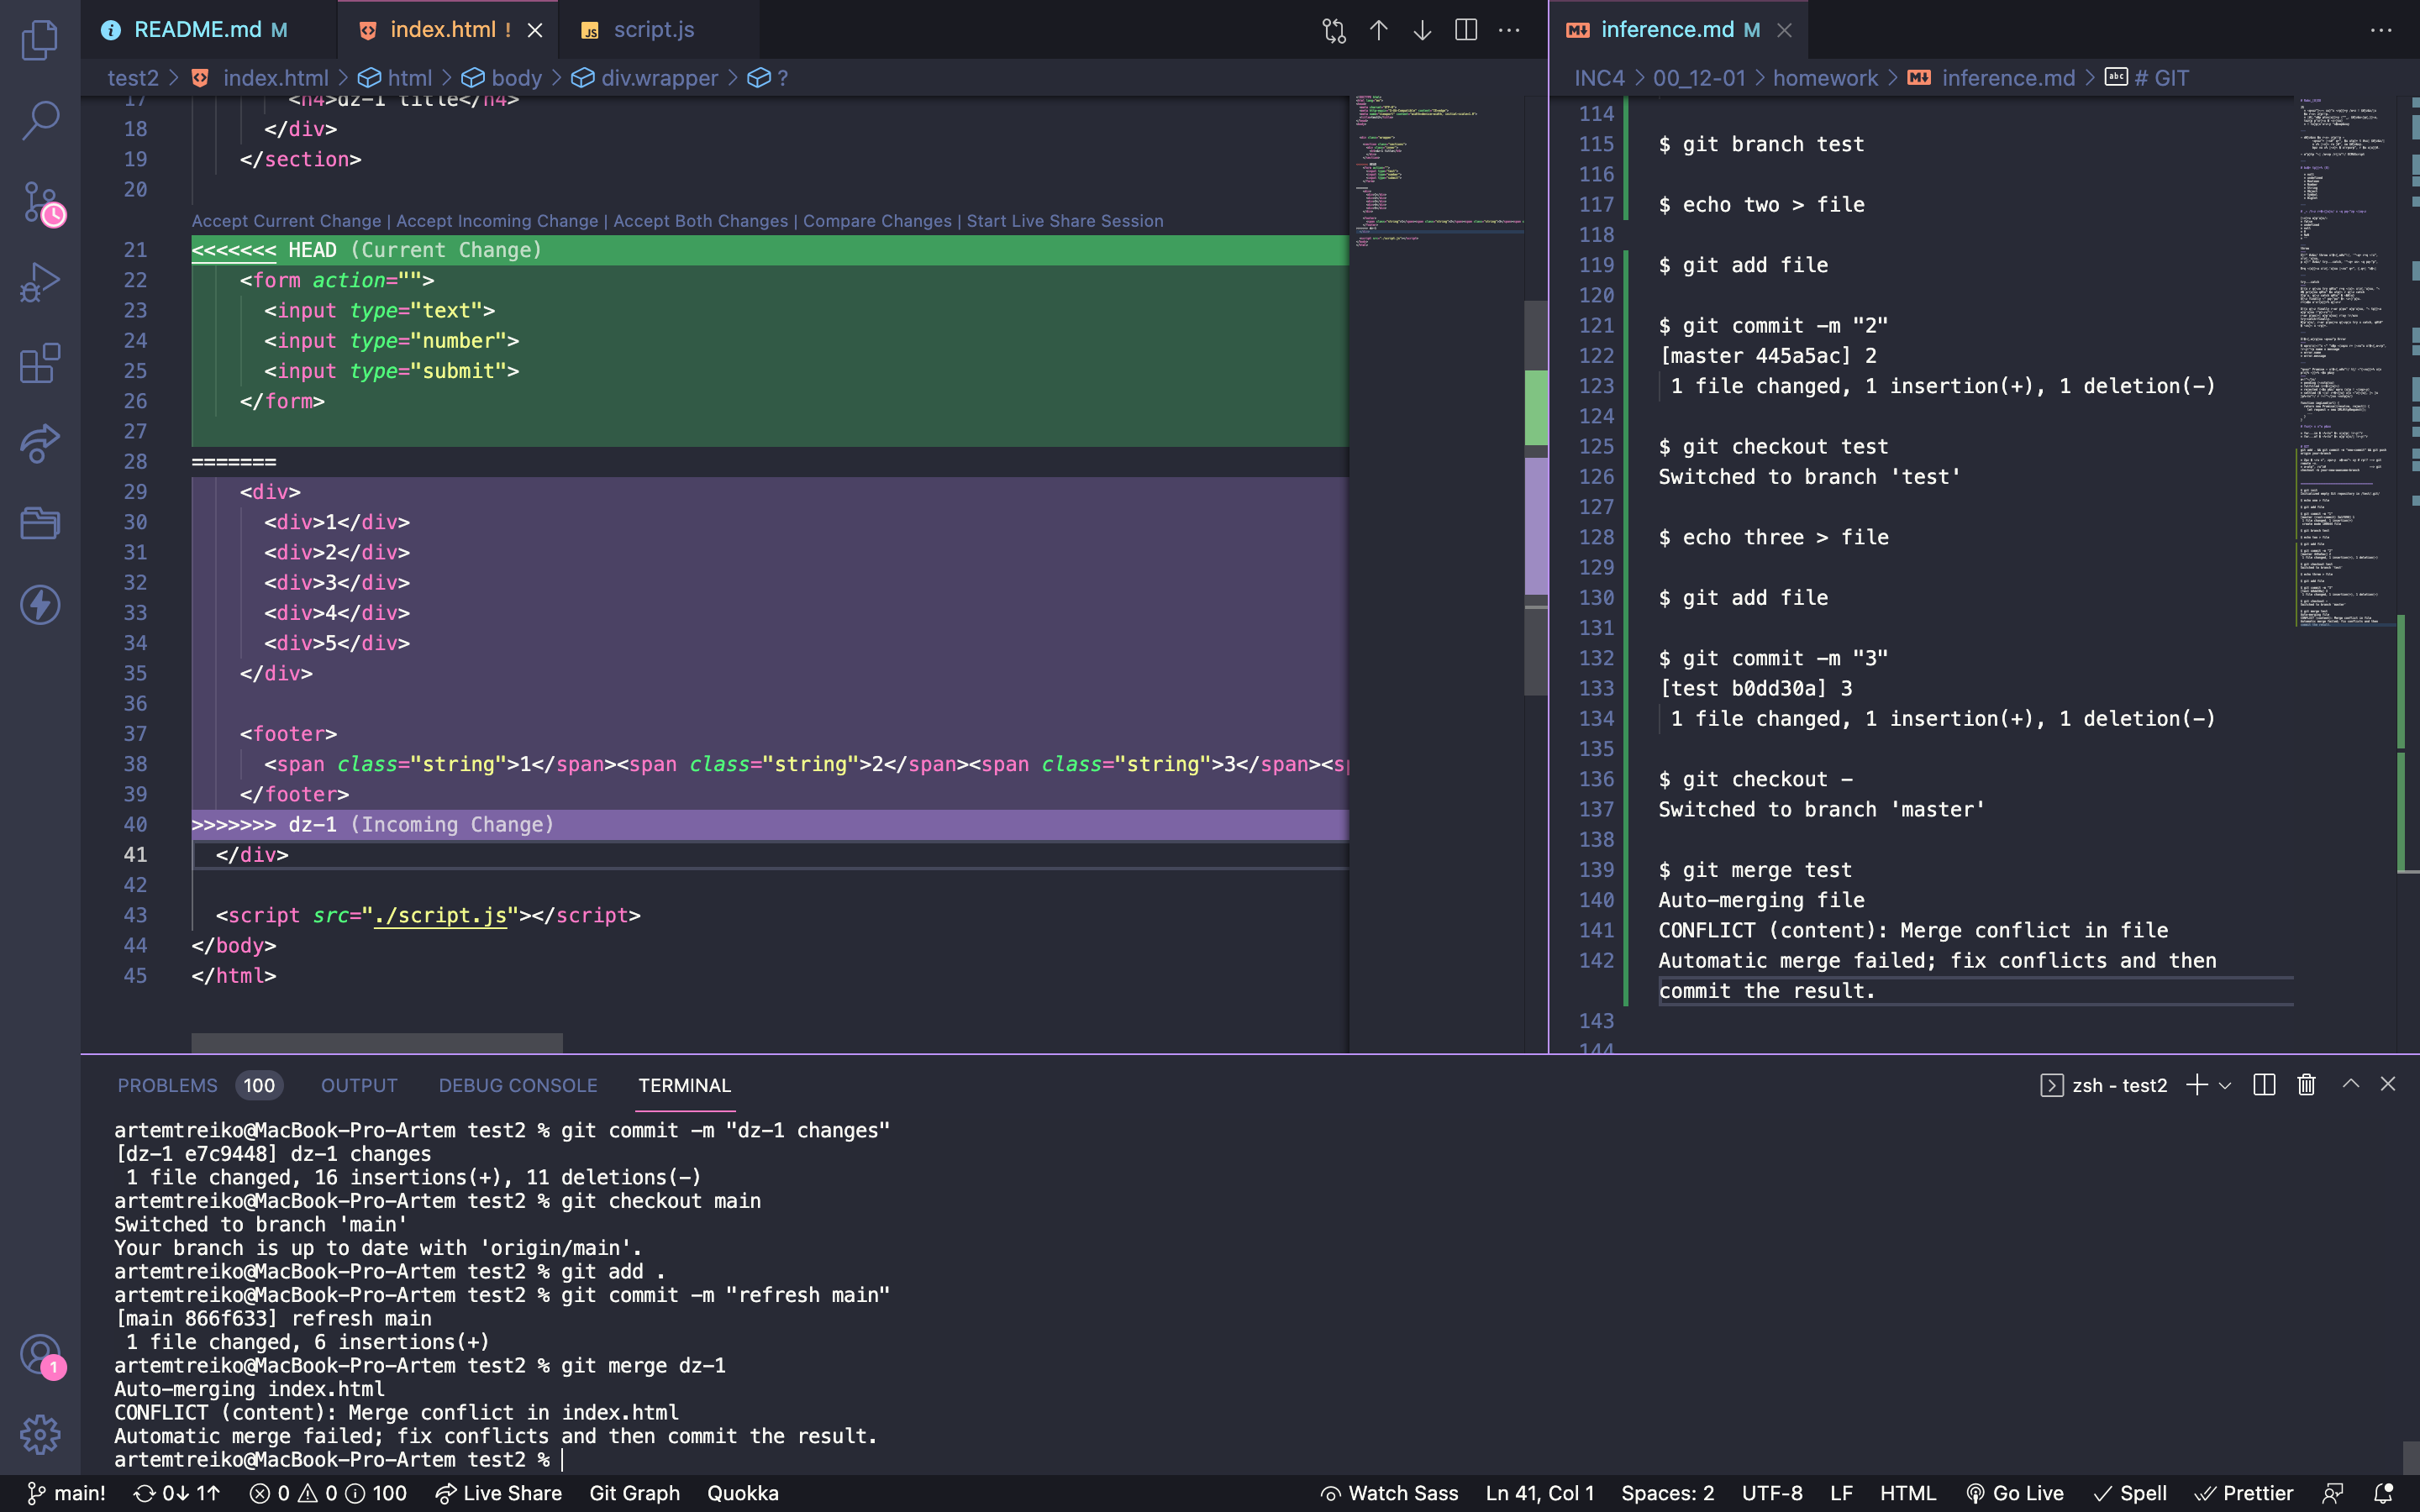 README.md M
index.html !
JS script.js
test2 > index.html > html > body > div.wrapper > ?
17 <h4>dz-1 title</h4>
18 </div>
19 </section>
20
Accept Current Change | Accept Incoming Change | Accept Both Changes | Compare Changes | Start Live Share Session
21 <<<<<<< HEAD (Current Change)
22 <form action="">
23 <input type="text">
24 <input type="number">
25 <input type="submit">
26 </form>
27
28 =======
29 <div>
30 <div>1</div>
31 <div>2</div>
32 <div>3</div>
33 <div>4</div>
34 <div>5</div>
35 </div>
36
37 <footer>
38 <span class="string">1</span><span class="string">2</span><span class="string">3</span><sp
39 </footer>
40 >>>>>>> dz-1 (Incoming Change)
41 </div>
42
43 <script src="./script.js"></script>
44 </body>
45 </html>
inference.md M
INC4 > 00_12-01 > homework > inference.md > abc # GIT
114
115 $ git branch test
116
117 $ echo two > file
118
119 $ git add file
120
121 $ git commit -m "2"
122 [master 445a5ac] 2
123 1 file changed, 1 insertion(+), 1 deletion(-)
124
125 $ git checkout test
126 Switched to branch 'test'
127
128 $ echo three > file
129
130 $ git add file
131
132 $ git commit -m "3"
133 [test b0dd30a] 3
134 1 file changed, 1 insertion(+), 1 deletion(-)
135
136 $ git checkout -
137 Switched to branch 'master'
138
139 $ git merge test
140 Auto-merging file
141 CONFLICT (content): Merge conflict in file
142 Automatic merge failed; fix conflicts and then
commit the result.
143
144
PROBLEMS 100 OUTPUT DEBUG CONSOLE TERMINAL
zsh - test2
artemtreiko@MacBook-Pro-Artem test2 % git commit -m "dz-1 changes"
[dz-1 e7c9448] dz-1 changes
1 file changed, 16 insertions(+), 11 deletions(-)
artemtreiko@MacBook-Pro-Artem test2 % git checkout main
Switched to branch 'main'
Your branch is up to date with 'origin/main'.
artemtreiko@MacBook-Pro-Artem test2 % git add .
artemtreiko@MacBook-Pro-Artem test2 % git commit -m "refresh main"
[main 866f633] refresh main
1 file changed, 6 insertions(+)
artemtreiko@MacBook-Pro-Artem test2 % git merge dz-1
Auto-merging index.html
CONFLICT (content): Merge conflict in index.html
Automatic merge failed; fix conflicts and then commit the result.
artemtreiko@MacBook-Pro-Artem test2 %
1
main! 0↓ 1↑ 0 0 100 Live Share Git Graph Quokka
Watch Sass Ln 41, Col 1 Spaces: 2 UTF-8 LF HTML Go Live Spell Prettier